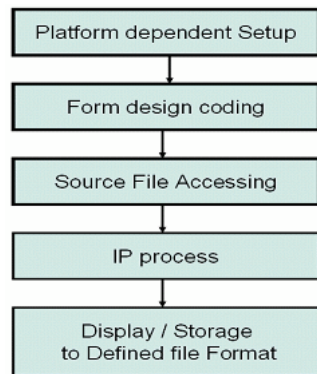 Platform dependent Setup
Form design coding
Source File Accessing
IP process
Display / Storage
to Defined file Format